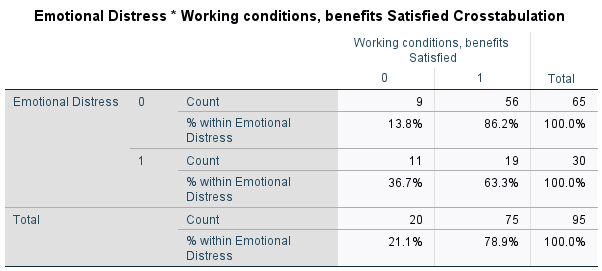 Emotional Distress * Working conditions, benefits Satisfied Crosstabulation
Working conditions, benefits
Satisfied
0 1 Total
Emotional Distress 0 Count 9 56 65
% within Emotional
Distress 13.8% 86.2% 100.0%
1 Count 11 19 30
% within Emotional
Distress 36.7% 63.3% 100.0%
Total Count 20 75 95
% within Emotional
Distress 21.1% 78.9% 100.0%